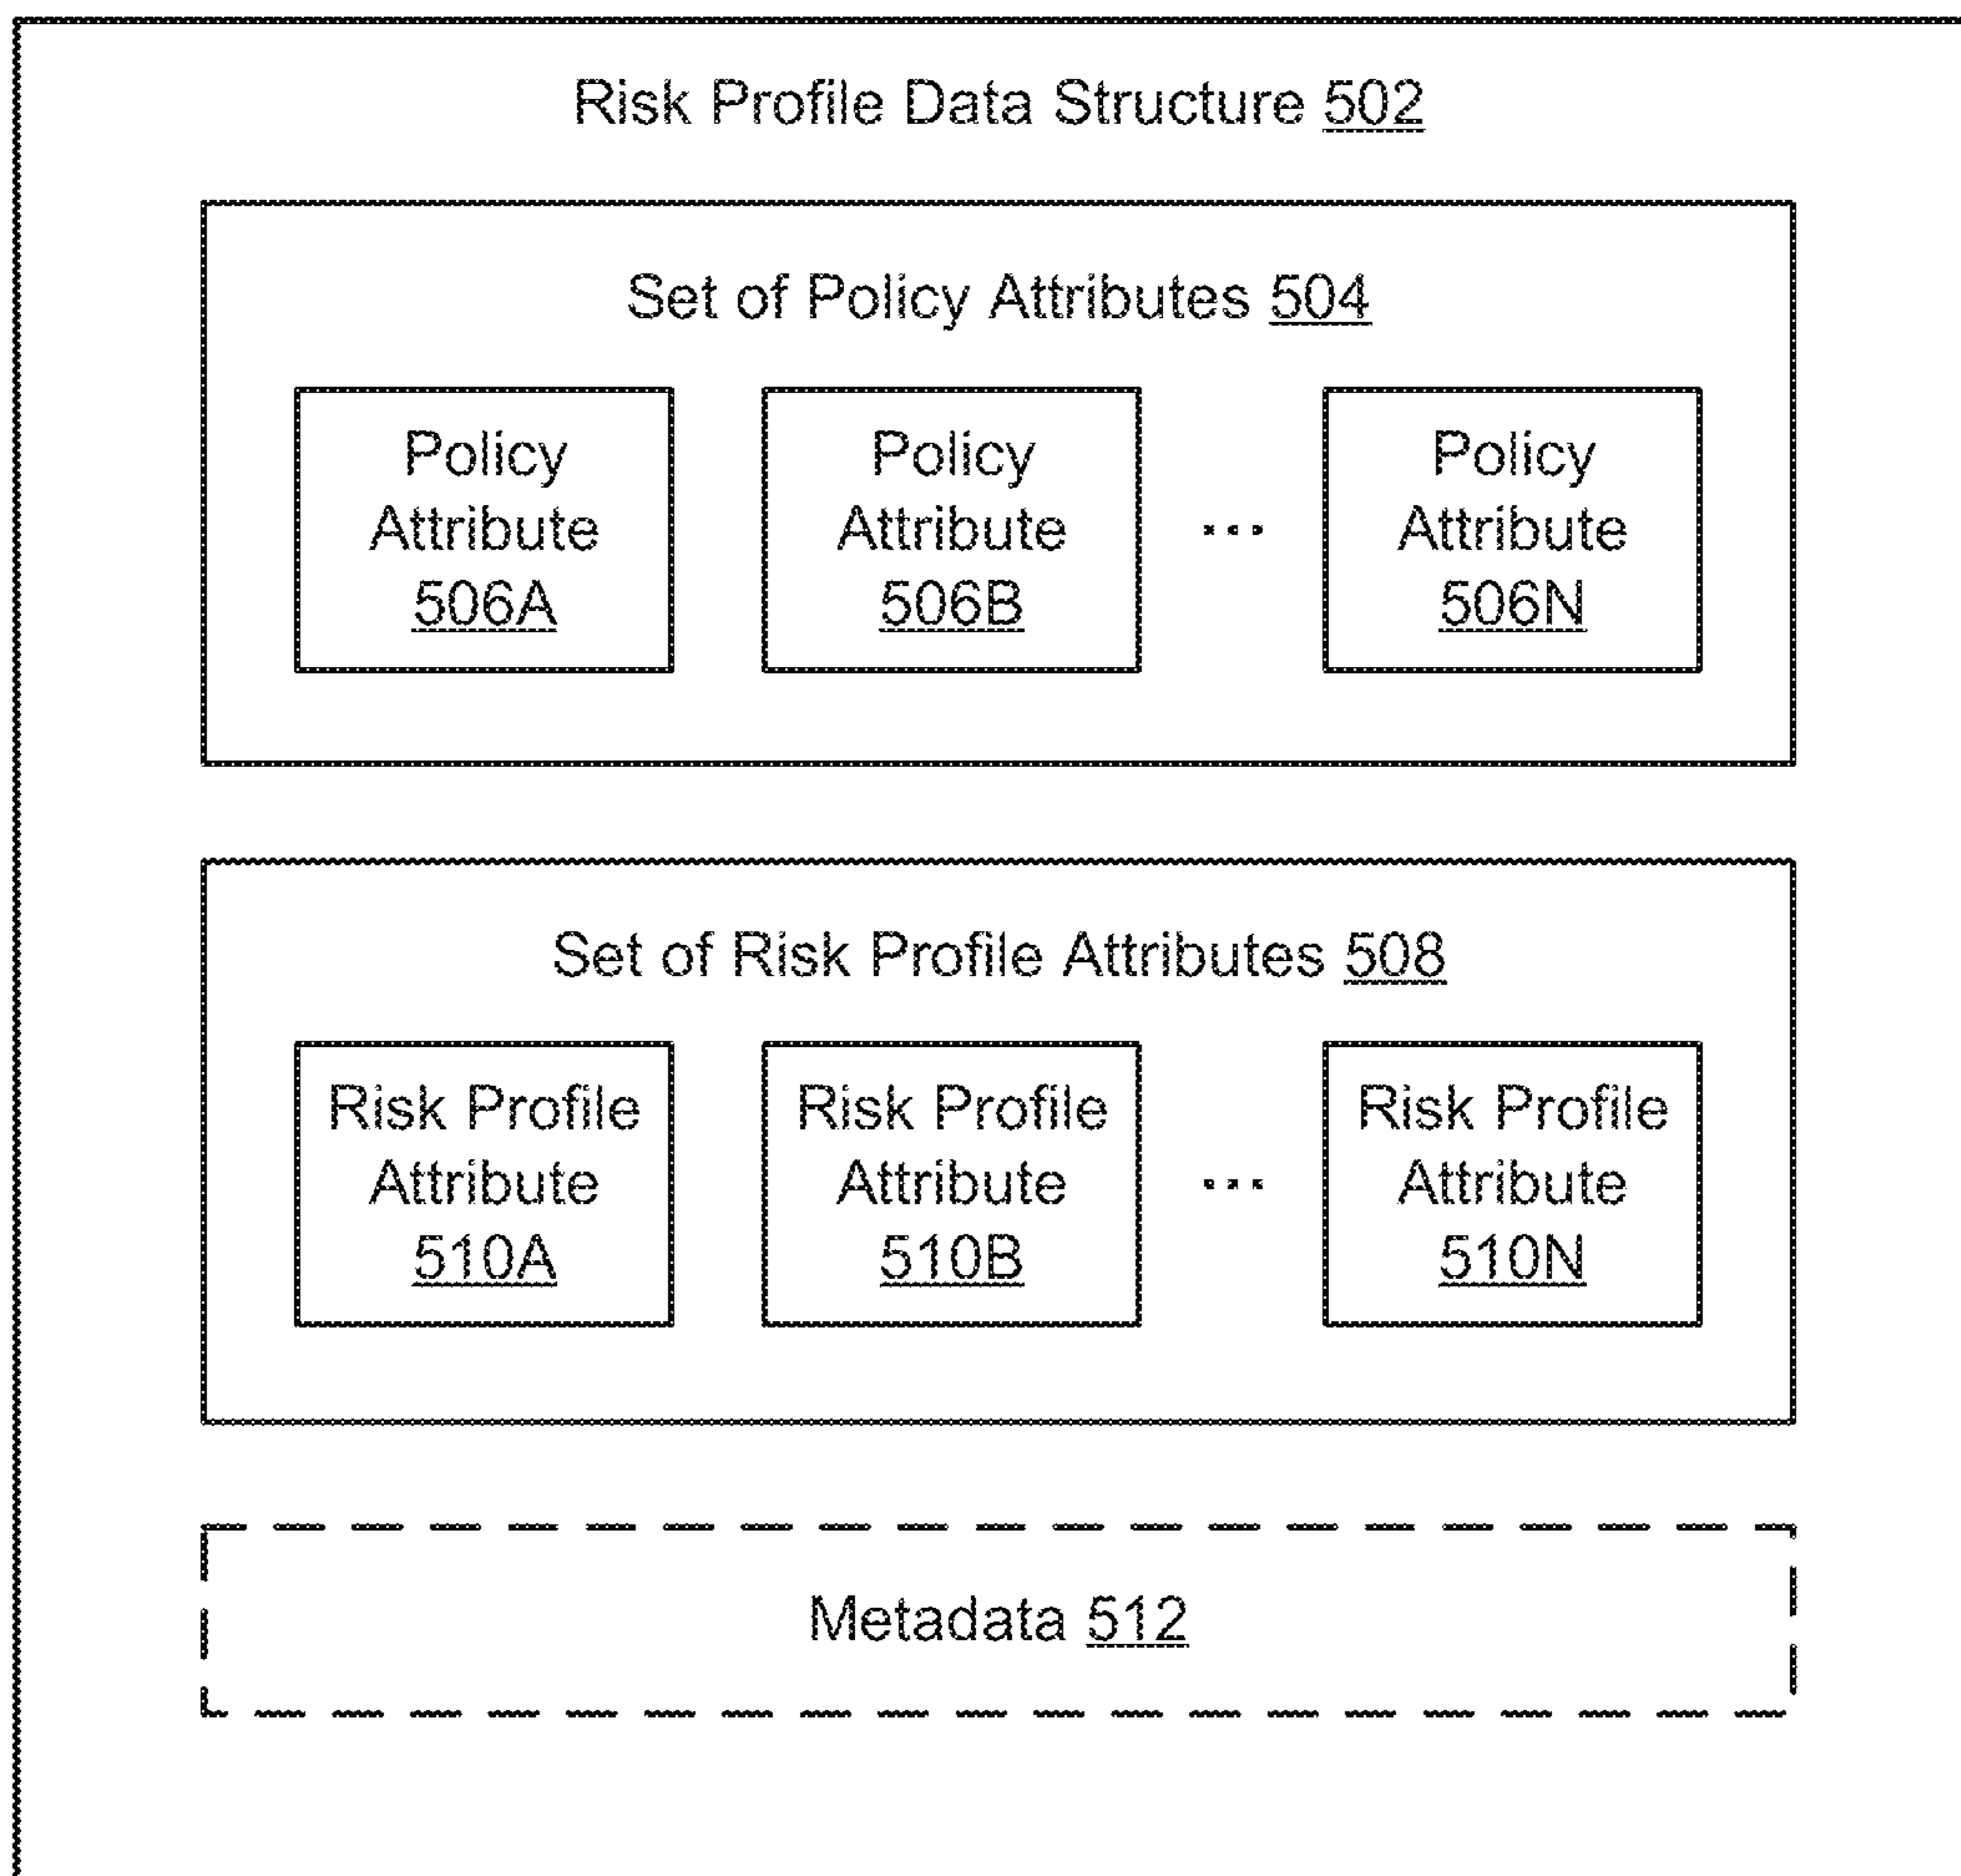 Risk Profile Data Structure 502
Set of Policy Attributes 504
Policy
Attribute
506A
Policy
Attribute
506B
...
Policy
Attribute
506N
Set of Risk Profile Attributes 508
Risk Profile
Attribute
510A
Risk Profile
Attribute
510B
...
Risk Profile
Attribute
510N
Metadata 512